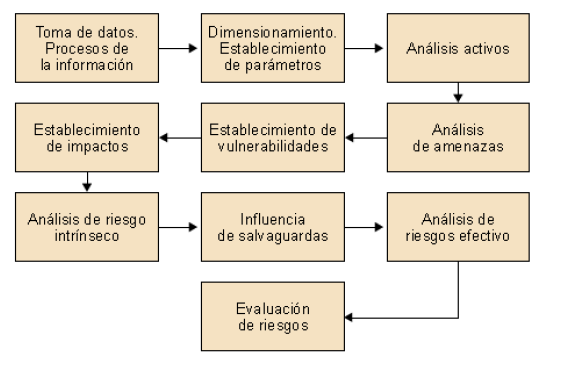 Toma de datos.
Procesos de
la información
Dimensionamiento.
Establecimiento
de parámetros
Análisis activos
Análisis
de amenazas
Establecimiento de
vulnerabilidades
Establecimiento
de impactos
Análisis de riesgo
intrínseco
Influencia
de salvaguardas
Análisis de
riesgos efectivo
Evaluación
de riesgos